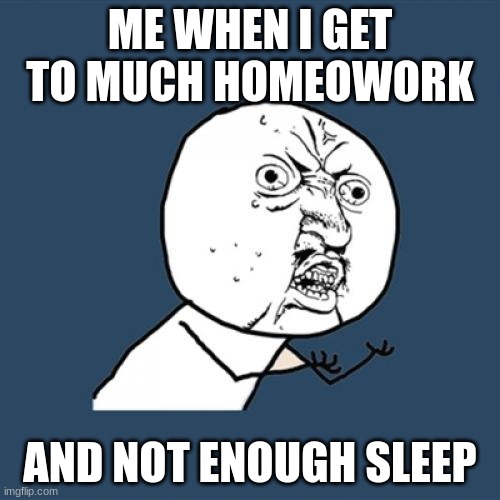 ME WHEN I GET
TO MUCH HOMEOWORK
AND NOT ENOUGH SLEEP
imgflip.com